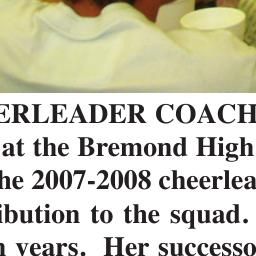 ERLEADER COACH
at the Bremond High
he 2007-2008 cheerlea
ibution to the squad.
n years. Her successo